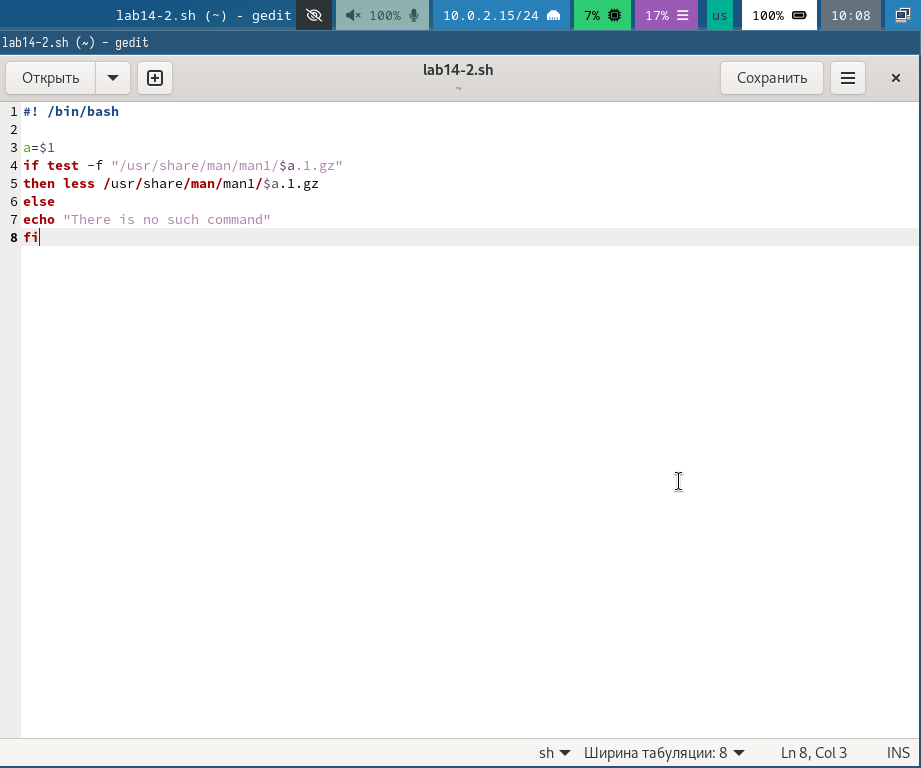 lab14-2.sh (~) - gedit 100% 10.0.2.15/24 7% 17% us 100% 10:08
lab14-2.sh (~) - gedit
Открыть lab14-2.sh Сохранить
~
1 #! /bin/bash
2
3 a=$1
4 if test -f "/usr/share/man/man1/$a.1.gz"
5 then less /usr/share/man/man1/$a.1.gz
6 else
7 echo "There is no such command"
8 fi
sh Ширина табуляции: 8 Ln 8, Col 3 INS